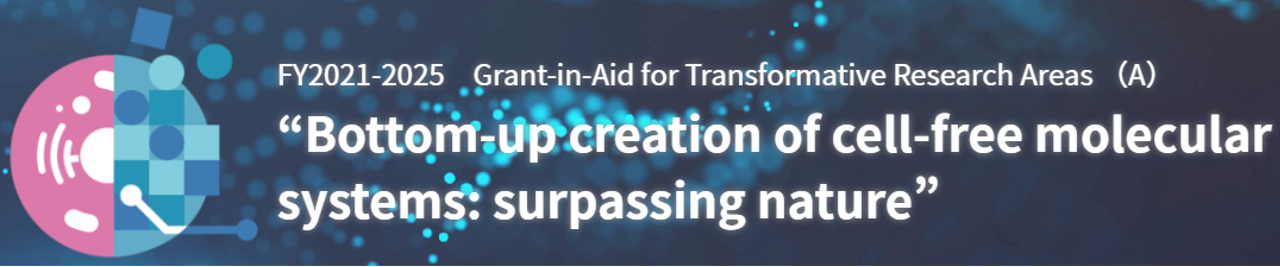 FY2021-2025 Grant-in-Aid for Transformative Research Areas （A）
“Bottom-up creation of cell-free molecular
systems: surpassing nature”